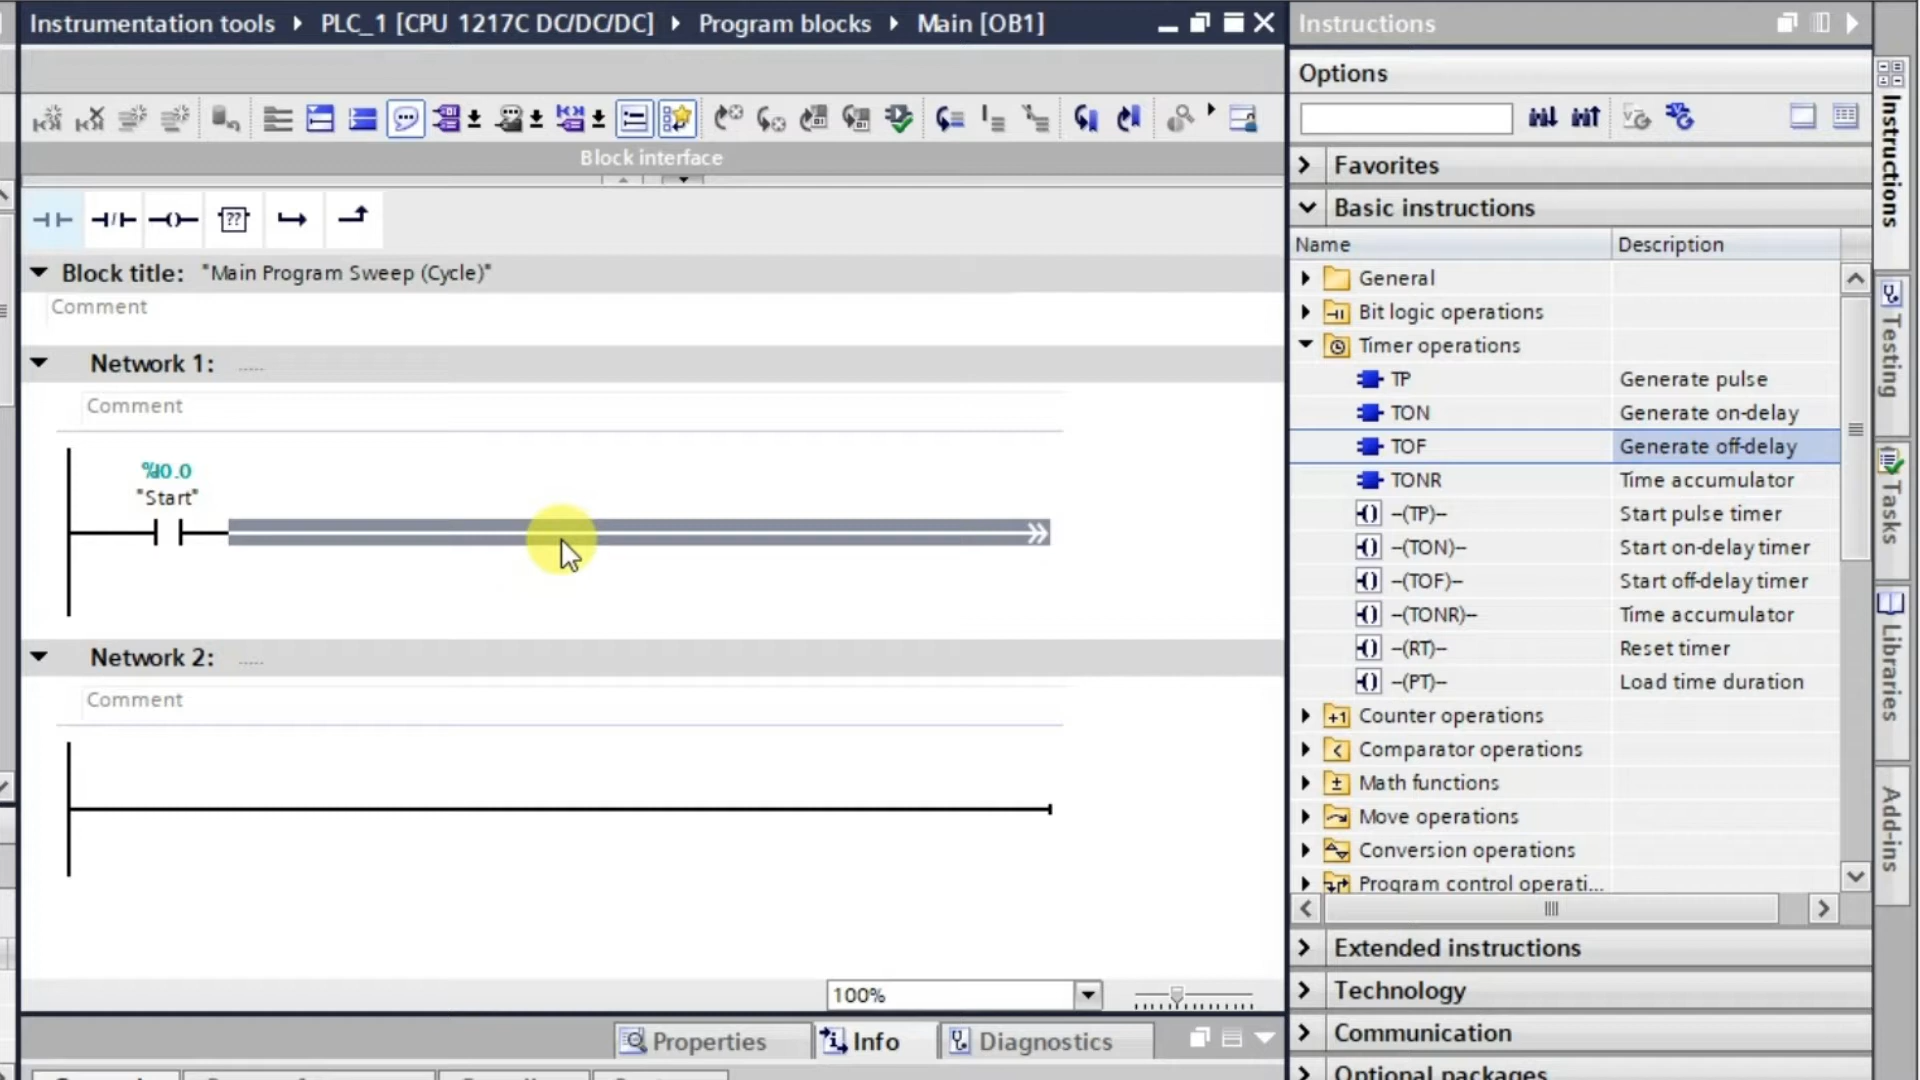 Instrumentation tools ▸ PLC_1 [CPU 1217C DC/DC/DC] ▸ Program blocks ▸ Main [OB1]
Block interface
??
Block title: "Main Program Sweep (Cycle)"
Comment
Network 1: .....
Comment
%I0.0
"Start"
Network 2: .....
Comment
100%
Properties
Info
Diagnostics
Instructions
Options
Favorites
Basic instructions
Name Description
General
Bit logic operations
Timer operations
TP Generate pulse
TON Generate on-delay
TOF Generate off-delay
TONR Time accumulator
–(TP)– Start pulse timer
–(TON)– Start on-delay timer
–(TOF)– Start off-delay timer
–(TONR)– Time accumulator
–(RT)– Reset timer
–(PT)– Load time duration
Counter operations
Comparator operations
Math functions
Move operations
Conversion operations
Program control operati...
Extended instructions
Technology
Communication
Optional packages
Instructions
Testing
Tasks
Libraries
Add-ins